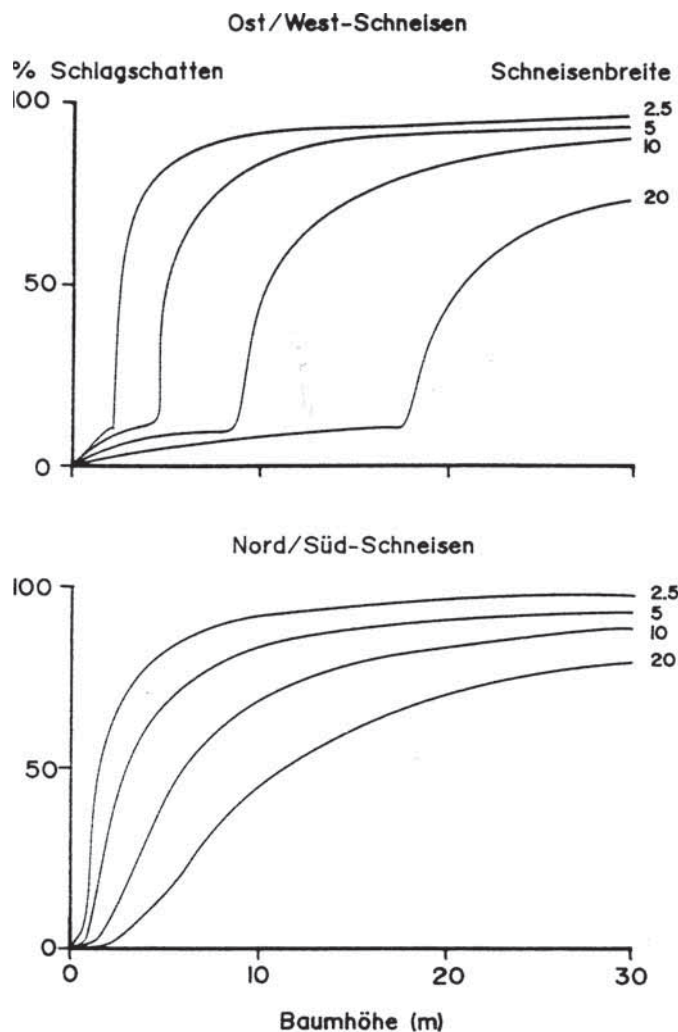 Ost/West-Schneisen
% Schlagschatten Schneisenbreite
100
2.5
5
10
20
50
0
Nord/Süd-Schneisen
100
2.5
5
10
20
50
0
0 10 20 30
Baumhöhe (m)